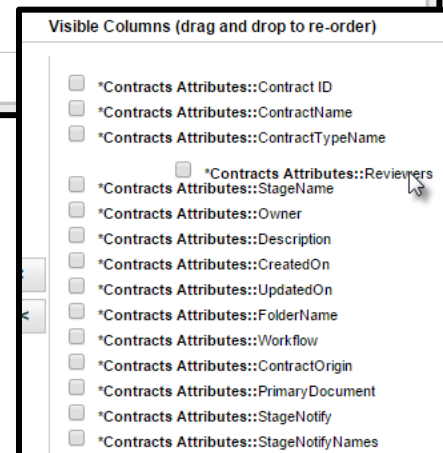 Visible Columns (drag and drop to re-order)
*Contracts Attributes::Contract ID
*Contracts Attributes::ContractName
*Contracts Attributes::ContractTypeName
*Contracts Attributes::Reviewers
*Contracts Attributes::StageName
*Contracts Attributes::Owner
*Contracts Attributes::Description
*Contracts Attributes::CreatedOn
*Contracts Attributes::UpdatedOn
*Contracts Attributes::FolderName
*Contracts Attributes::Workflow
*Contracts Attributes::ContractOrigin
*Contracts Attributes::PrimaryDocument
*Contracts Attributes::StageNotify
*Contracts Attributes::StageNotifyNames